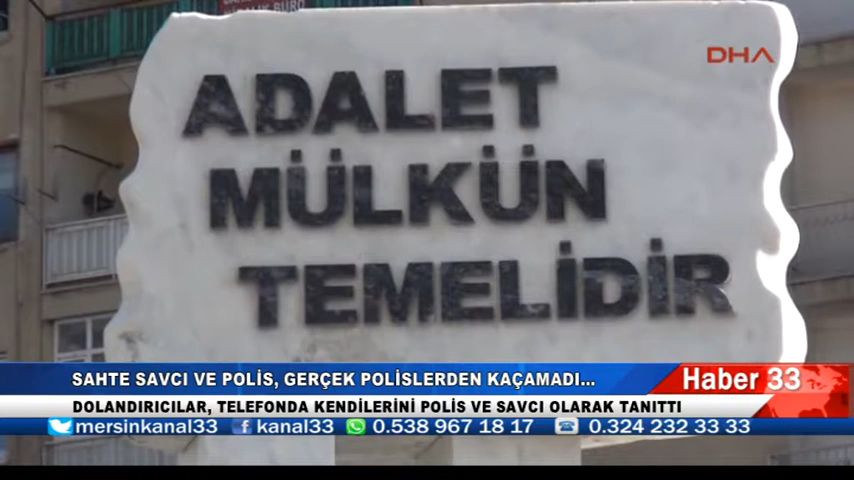 DHA
ADALET
MÜLKÜN
TEMELİDİR
SAHTE SAVCI VE POLİS, GERÇEK POLİSLERDEN KAÇAMADI...
Haber 33
DOLANDIRICILAR, TELEFONDA KENDİLERİNİ POLİS VE SAVCI OLARAK TANITTI
mersinkanal33 kanal33 0.538 967 18 17 0.324 232 33 33